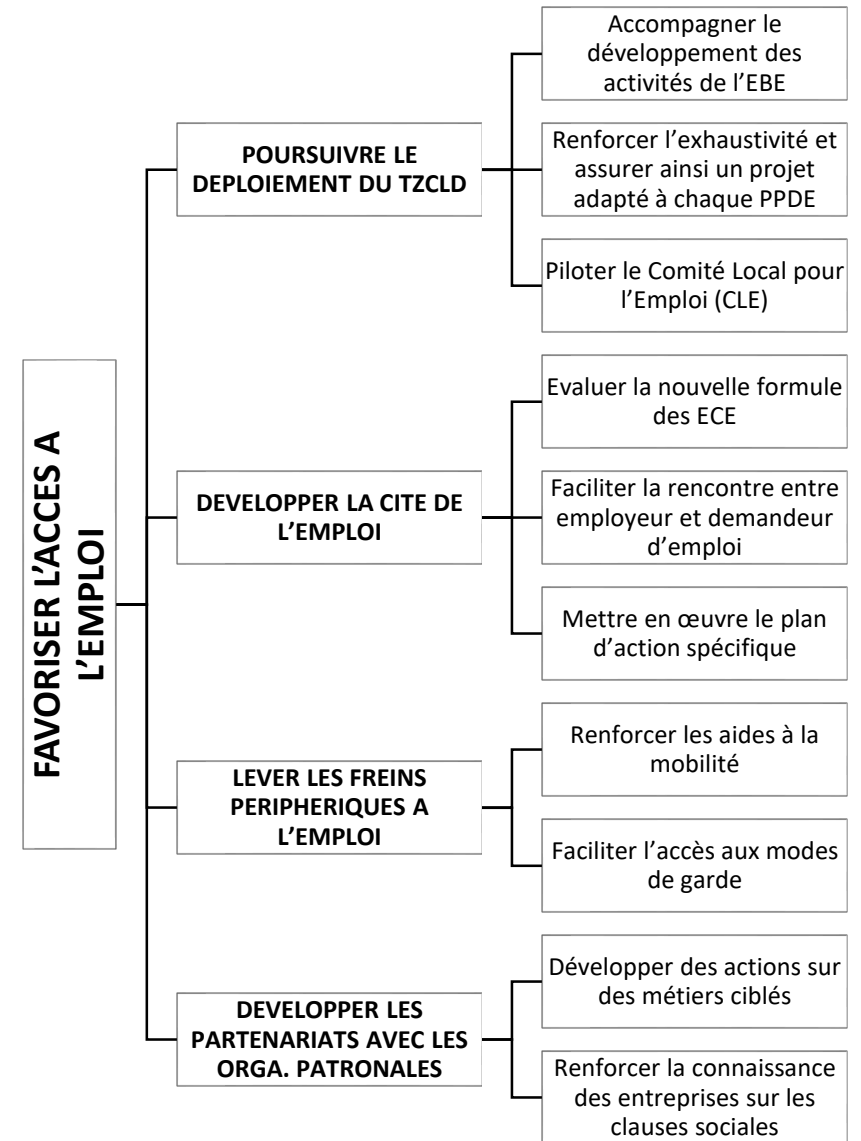 FAVORISER L’ACCES A
L’EMPLOI
POURSUIVRE LE
DEPLOIEMENT DU TZCLD
Accompagner le
développement des
activités de l’EBE
Renforcer l’exhaustivité et
assurer ainsi un projet
adapté à chaque PPDE
Piloter le Comité Local pour
l’Emploi (CLE)
DEVELOPPER LA CITE DE
L’EMPLOI
Evaluer la nouvelle formule
des ECE
Faciliter la rencontre entre
employeur et demandeur
d’emploi
Mettre en œuvre le plan
d’action spécifique
LEVER LES FREINS
PERIPHERIQUES A
L’EMPLOI
Renforcer les aides à la
mobilité
Faciliter l’accès aux modes
de garde
DEVELOPPER LES
PARTENARIATS AVEC LES
ORGA. PATRONALES
Développer des actions sur
des métiers ciblés
Renforcer la connaissance
des entreprises sur les
clauses sociales